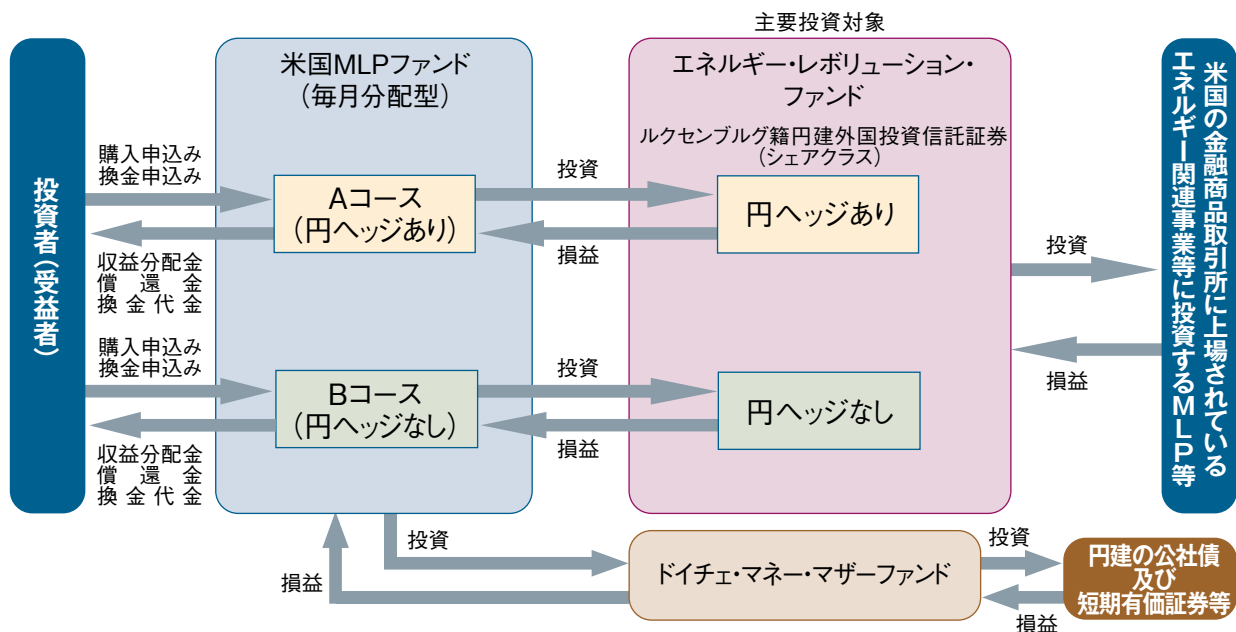 主要投資対象
投資者（受益者）
米国MLPファンド
（毎月分配型）
エネルギー・レボリューション・
ファンド
ルクセンブルグ籍円建外国投資信託証券
（シェアクラス）
米国の金融商品取引所に上場されている
エネルギー関連事業等に投資するMLP等
購入申込み
換金申込み
Aコース
（円ヘッジあり）
投資
円ヘッジあり
損益
収益分配金
償還金
換金代金
投資
損益
購入申込み
換金申込み
Bコース
（円ヘッジなし）
投資
円ヘッジなし
損益
収益分配金
償還金
換金代金
投資
損益
ドイチェ・マネー・マザーファンド
投資
損益
円建の公社債
及び
短期有価証券等